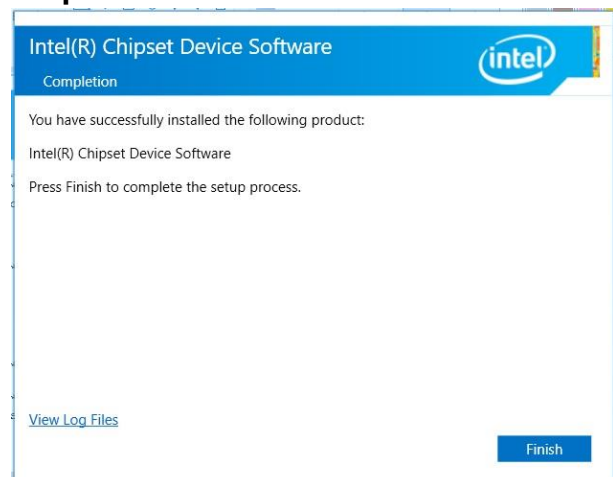 Intel(R) Chipset Device Software
intel
Completion
You have successfully installed the following product:
Intel(R) Chipset Device Software
Press Finish to complete the setup process.
View Log Files
Finish